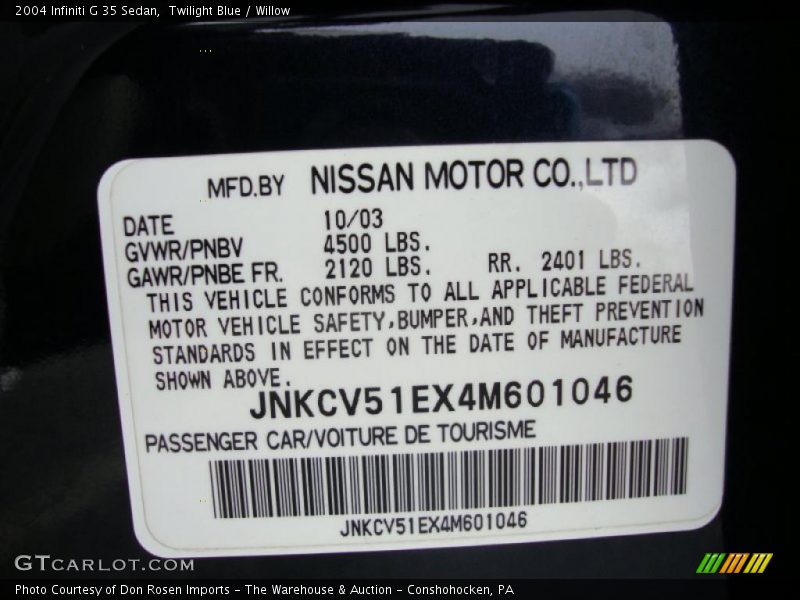 2004 Infiniti G 35 Sedan,  Twilight Blue / Willow
MFD.BY NISSAN MOTOR CO.,LTD
DATE 10/03
GVWR/PNBV 4500 LBS.
GAWR/PNBE FR. 2120 LBS. RR. 2401 LBS.
THIS VEHICLE CONFORMS TO ALL APPLICABLE FEDERAL
MOTOR VEHICLE SAFETY,BUMPER,AND THEFT PREVENTION
STANDARDS IN EFFECT ON THE DATE OF MANUFACTURE
SHOWN ABOVE.
JNKCV51EX4M601046
PASSENGER CAR/VOITURE DE TOURISME
JNKCV51EX4M601046
GTCARLOT.COM
Photo Courtesy of Don Rosen Imports - The Warehouse & Auction - Conshohocken, PA